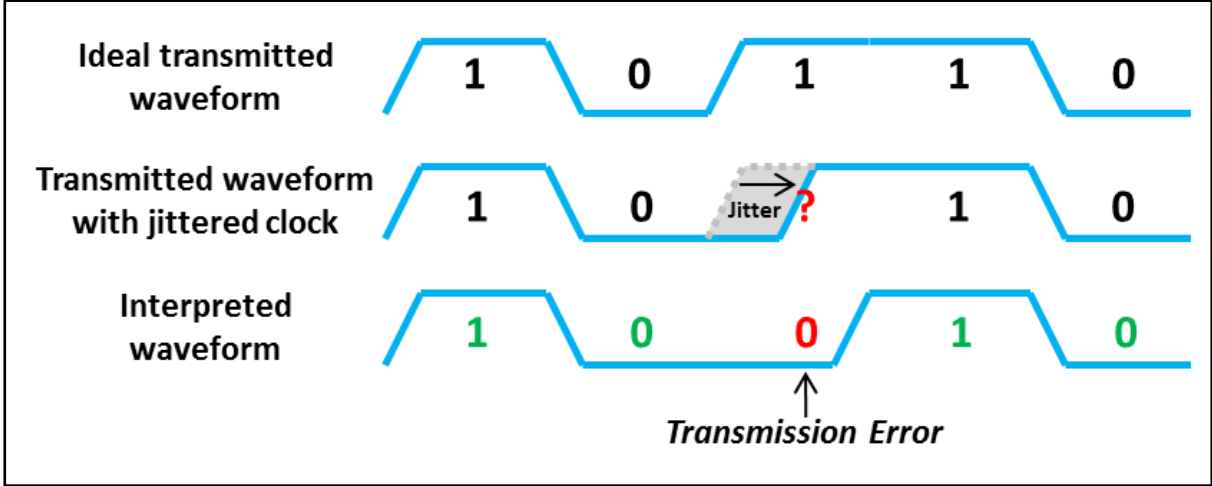 Ideal transmitted
waveform
1 0 1 1 0
Transmitted waveform
with jittered clock
1 0 Jitter ? 1 0
Interpreted
waveform
1 0 0 1 0
Transmission Error